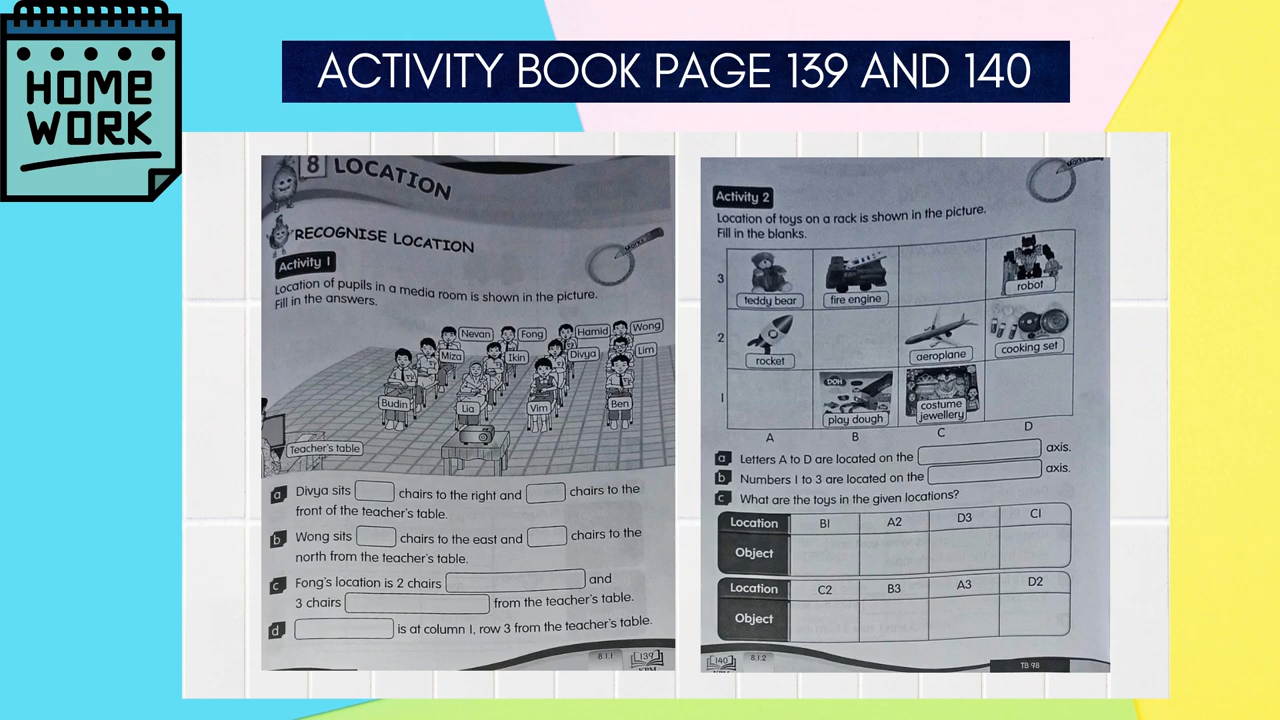 HOME
WORK
ACTIVITY BOOK PAGE 139 AND 140
8 LOCATION
RECOGNISE LOCATION
Marks
Activity 1
Location of pupils in a media room is shown in the picture.
Fill in the answers.
Nevan Fong Hamid Wong
Miza Ikin Divya Lim
Budin Lia Vim Ben
Teacher's table
a Divya sits chairs to the right and chairs to the
front of the teacher's table.
b Wong sits chairs to the east and chairs to the
north from the teacher's table.
c Fong's location is 2 chairs and
3 chairs from the teacher's table.
d is at column 1, row 3 from the teacher's table.
8.1.1 139
Marks
Activity 2
Location of toys on a rack is shown in the picture.
Fill in the blanks.
3 teddy bear fire engine robot
2 rocket aeroplane cooking set
DOH
1 play dough costume
jewellery
A B C D
a Letters A to D are located on the axis.
b Numbers 1 to 3 are located on the axis.
c What are the toys in the given locations?
Location B1 A2 D3 C1
Object
Location C2 B3 A3 D2
Object
140 8.1.2 TB 98